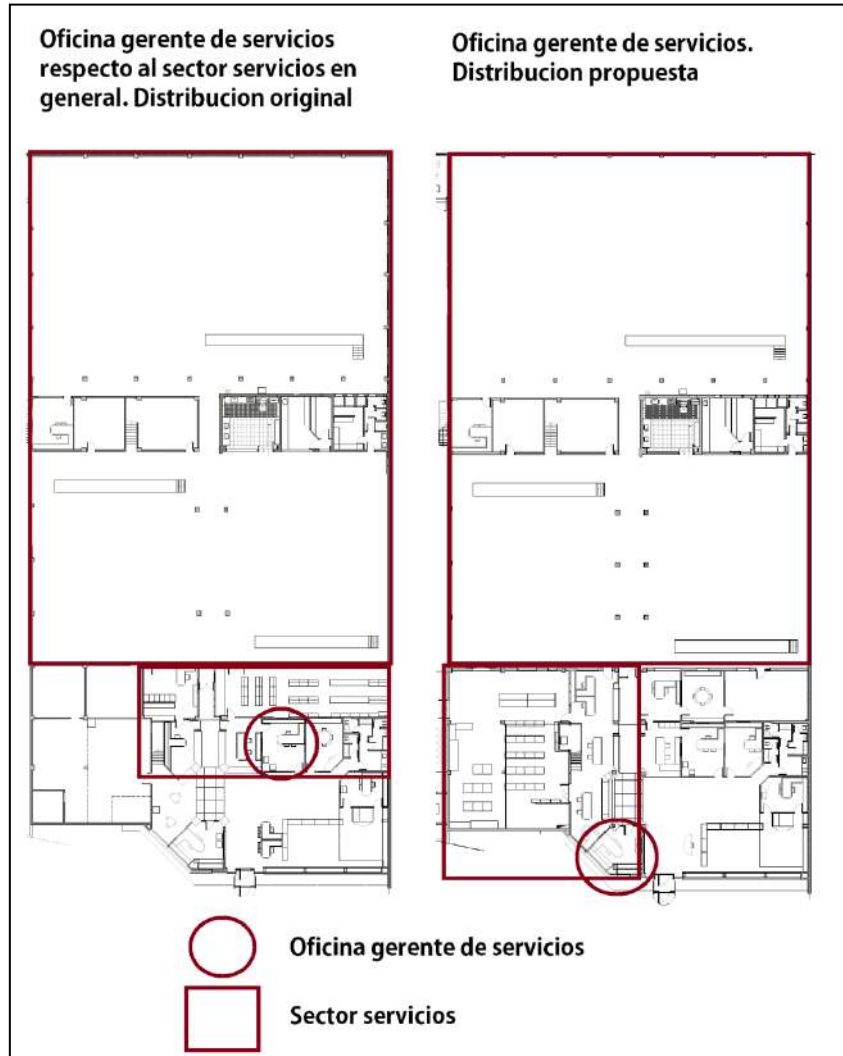 Oficina gerente de servicios
respecto al sector servicios en
general. Distribucion original
Oficina gerente de servicios.
Distribucion propuesta
Oficina gerente de servicios
Sector servicios